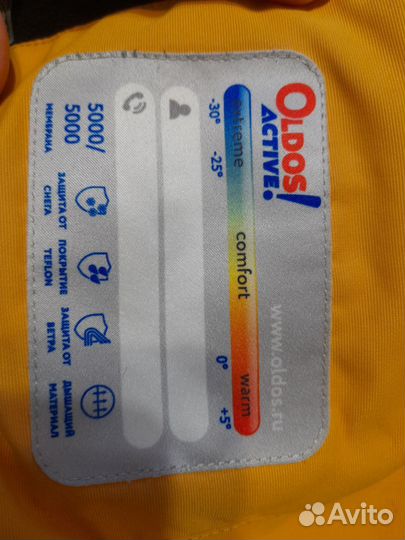 OLDOS!
ACTIVE.
-30° -25° 0° +5°
extreme comfort warm
www.oldos.ru
5000/
5000
МЕМБРАНА
ЗАЩИТА ОТ
СНЕГА
ПОКРЫТИЕ
TEFLON
ЗАЩИТА ОТ
ВЕТРА
ДЫШАЩИЙ
МАТЕРИАЛ
Avito